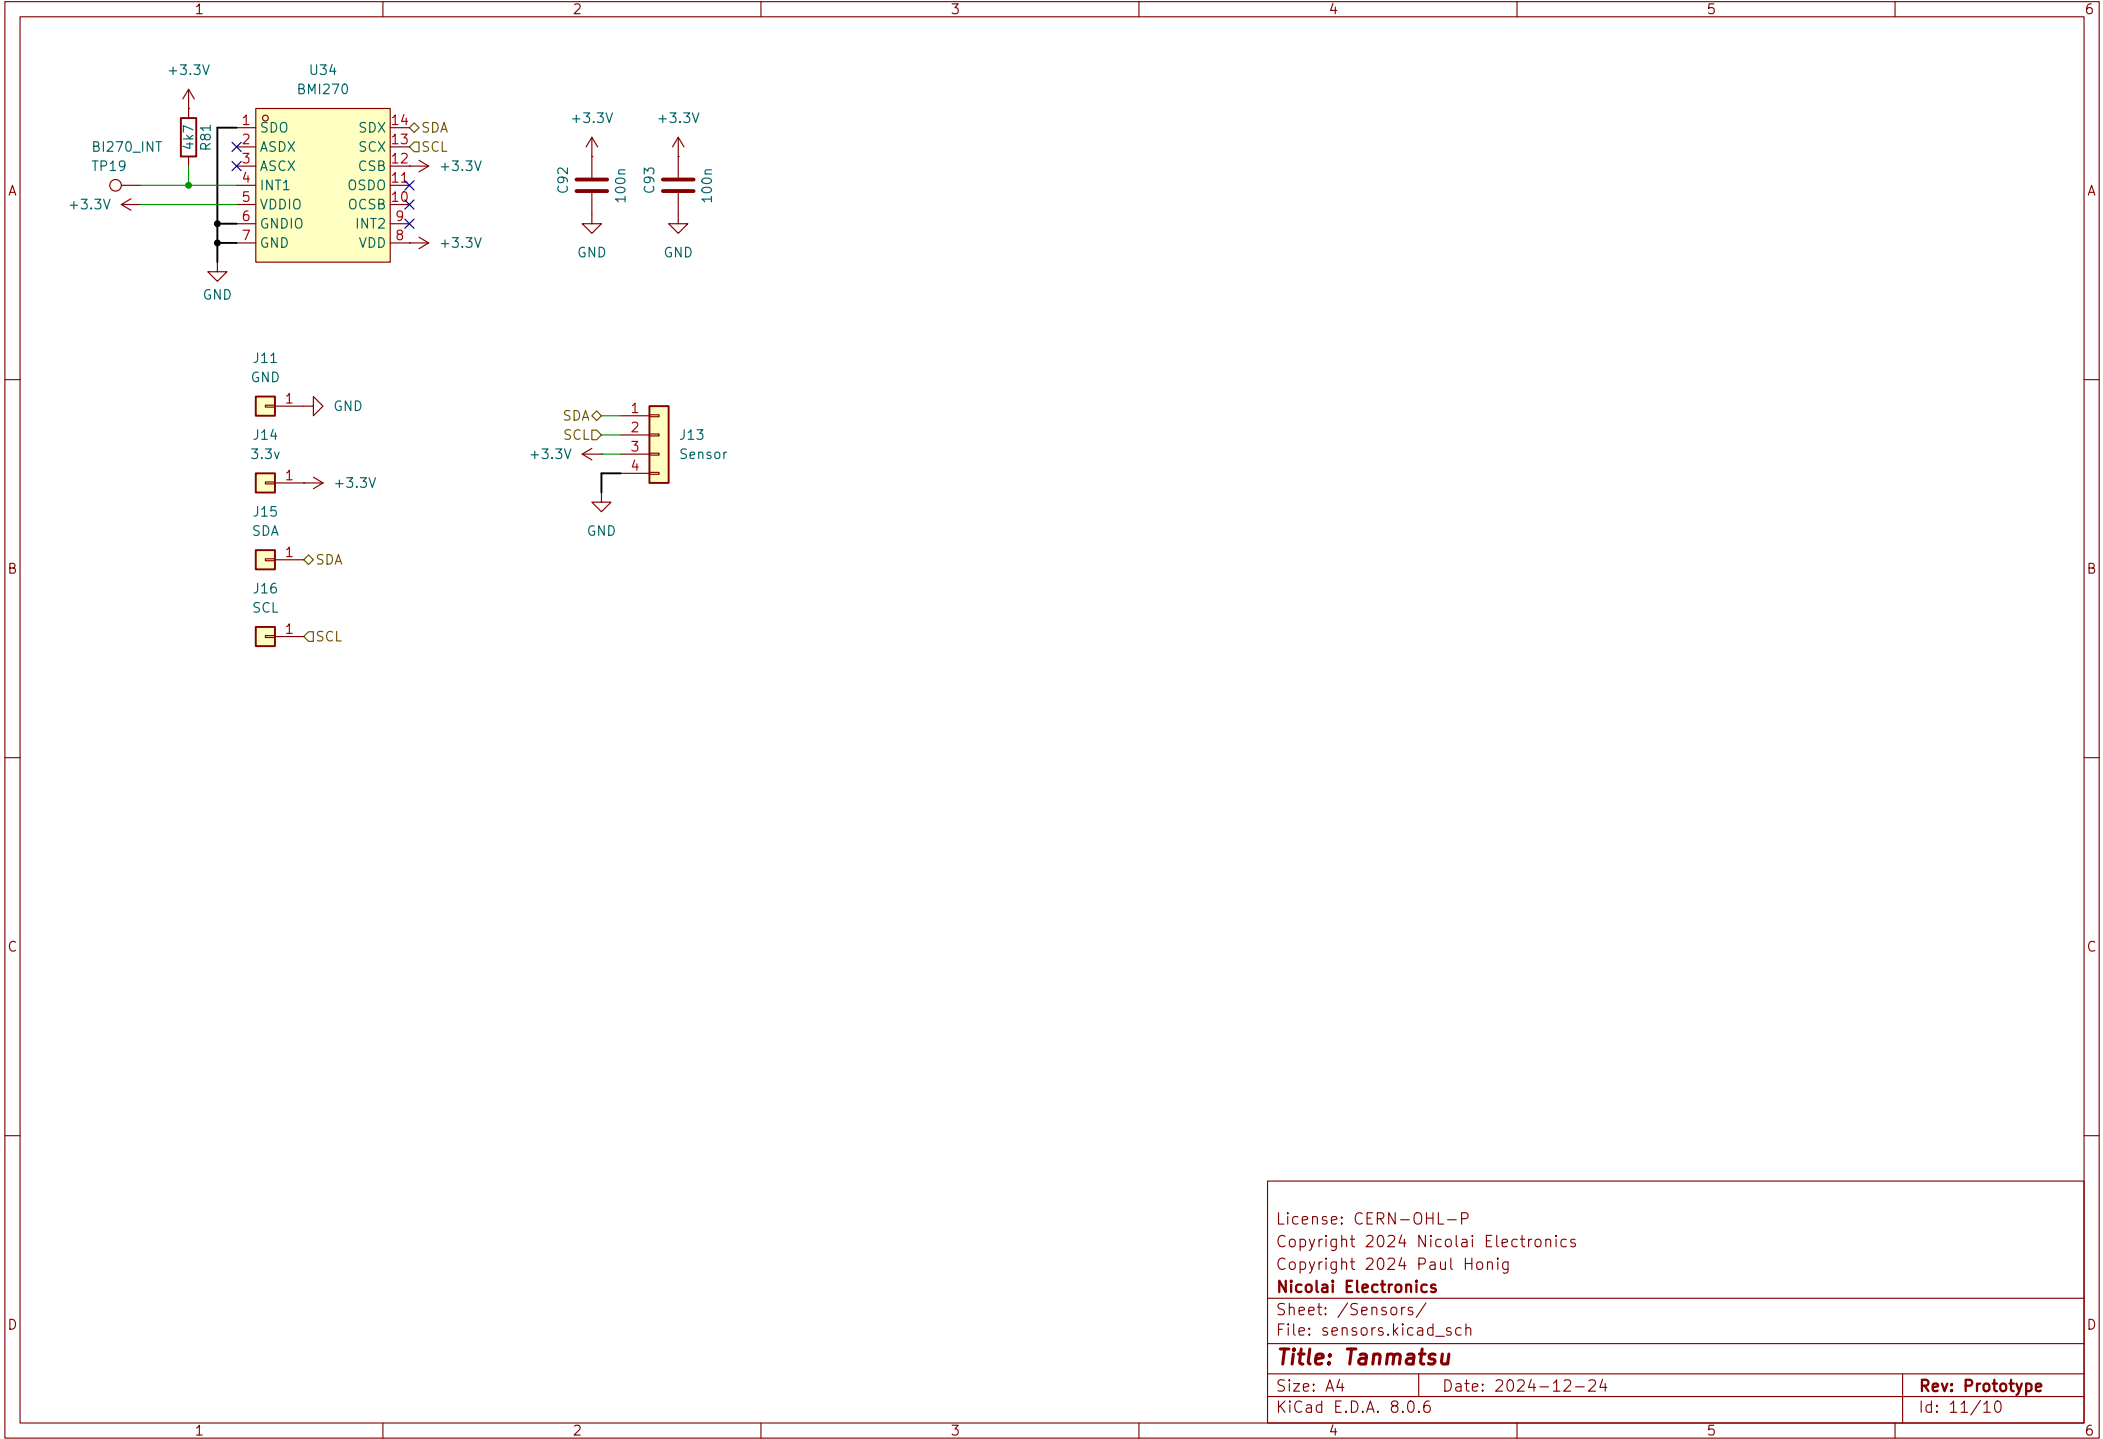 1 2 3 4 5 6
+3.3V
U34
BMI270
4k7
R81
BI270_INT
TP19
+3.3V
1 SDO
2 ASDX
3 ASCX
4 INT1
5 VDDIO
6 GNDIO
7 GND
SDX 14 SDA
SCX 13 SCL
CSB 12 +3.3V
OSDO 11
OCSB 10
INT2 9
VDD 8 +3.3V
GND
+3.3V
C92
100n
GND
+3.3V
C93
100n
GND
A A
J11
GND
1 GND
J14
3.3v
1 +3.3V
J15
SDA
1 SDA
J16
SCL
1 SCL
SDA 1
SCL 2
+3.3V 3
4
J13
Sensor
GND
B B
C C
D D
License: CERN-OHL-P
Copyright 2024 Nicolai Electronics
Copyright 2024 Paul Honig
Nicolai Electronics
Sheet: /Sensors/
File: sensors.kicad_sch
Title: Tanmatsu
Size: A4 Date: 2024-12-24 Rev: Prototype
KiCad E.D.A. 8.0.6 Id: 11/10
1 2 3 4 5 6